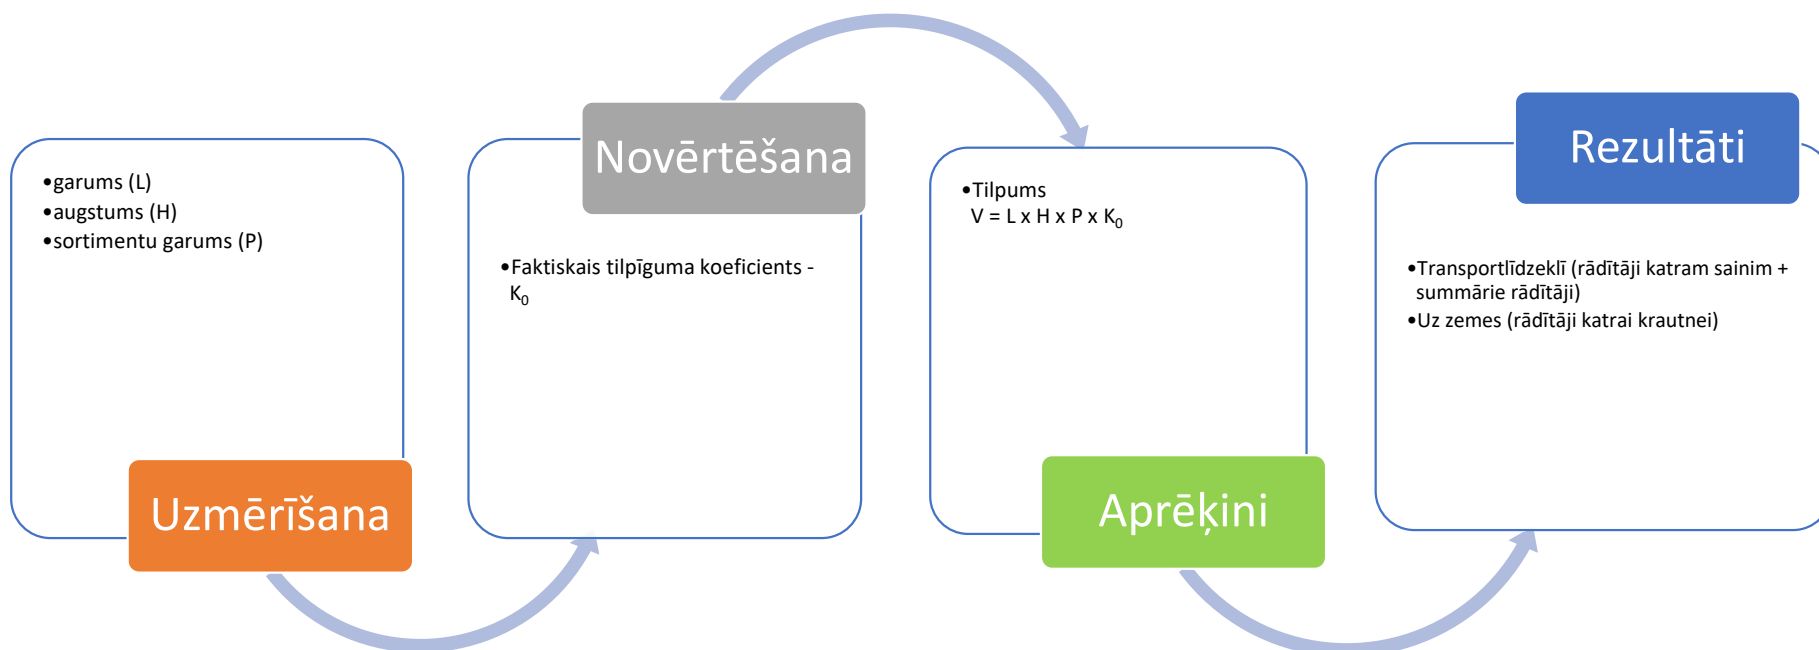 •garums (L)
•augstums (H)
•sortimentu garums (P)
Uzmērīšana
Novērtēšana
•Faktiskais tilpīguma koeficients -
K₀
•Tilpums
V = L x H x P x K₀
Aprēķini
Rezultāti
•Transportlīdzeklī (rādītāji katram sainim +
summārie rādītāji)
•Uz zemes (rādītāji katrai krautnei)